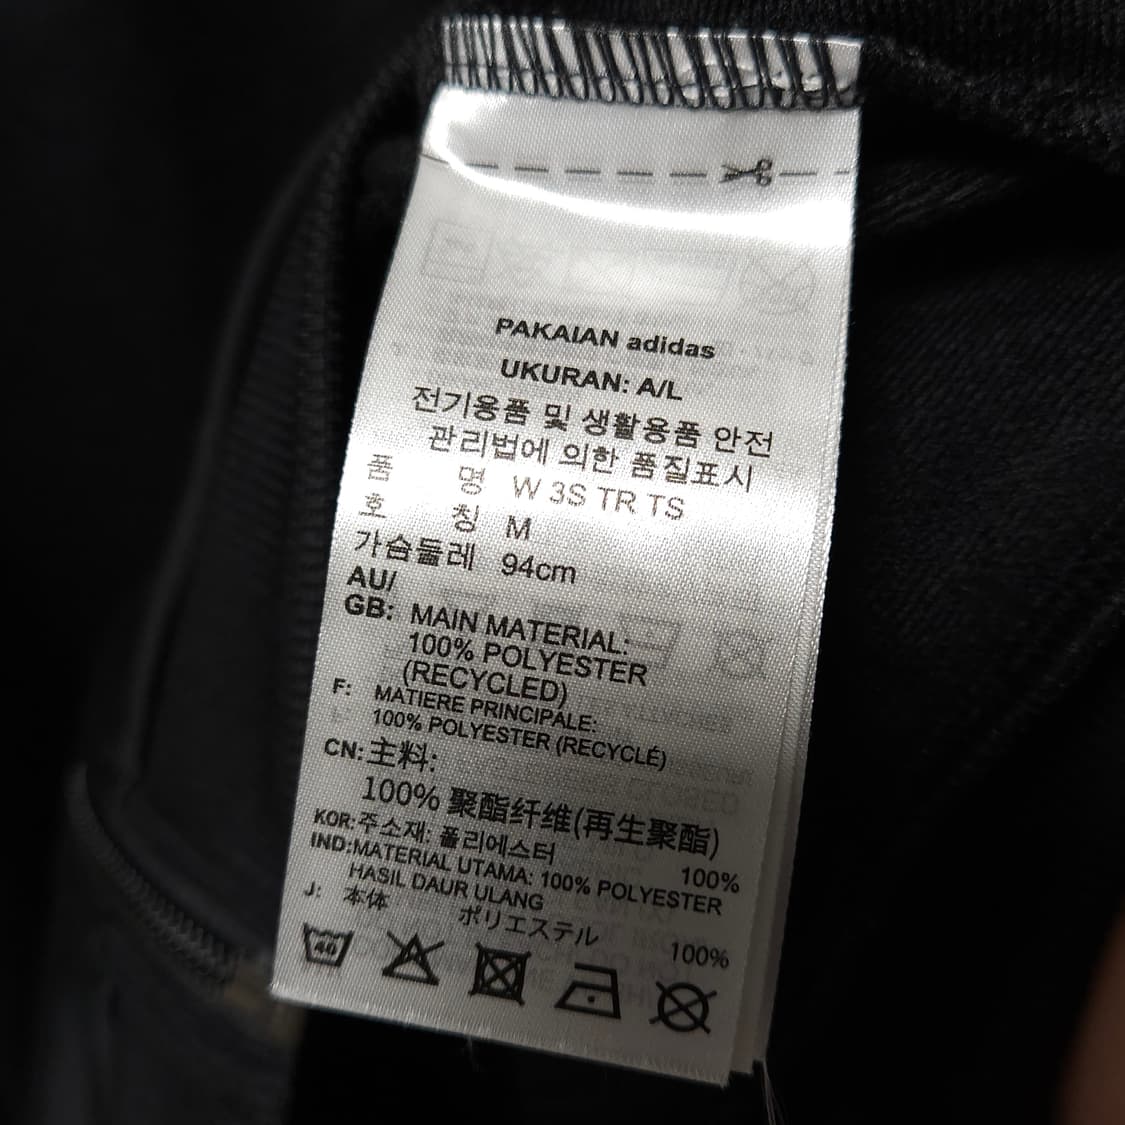 PAKAIAN adidas
UKURAN: A/L
전기용품 및 생활용품 안전
관리법에 의한 품질표시
품 명 W 3S TR TS
호 칭 M
가슴둘레 94cm
AU/
GB: MAIN MATERIAL:
100% POLYESTER
(RECYCLED)
F: MATIERE PRINCIPALE:
100% POLYESTER (RECYCLÉ)
CN: 主料:
100% 聚酯纤维(再生聚酯)
KOR: 주소재: 폴리에스터 100%
IND: MATERIAL UTAMA: 100% POLYESTER
HASIL DAUR ULANG
J: 本体 ポリエステル 100%
40